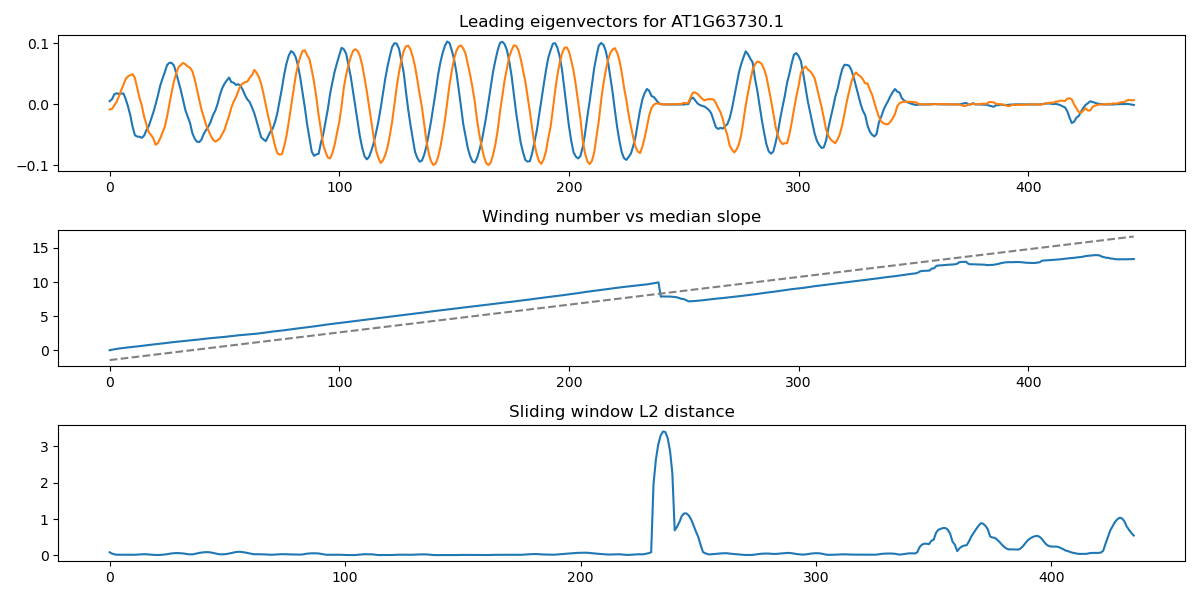 Leading eigenvectors for AT1G63730.1
0.1
0.0
−0.1
0 100 200 300 400
Winding number vs median slope
15
10
5
0
0 100 200 300 400
Sliding window L2 distance
3
2
1
0
0 100 200 300 400